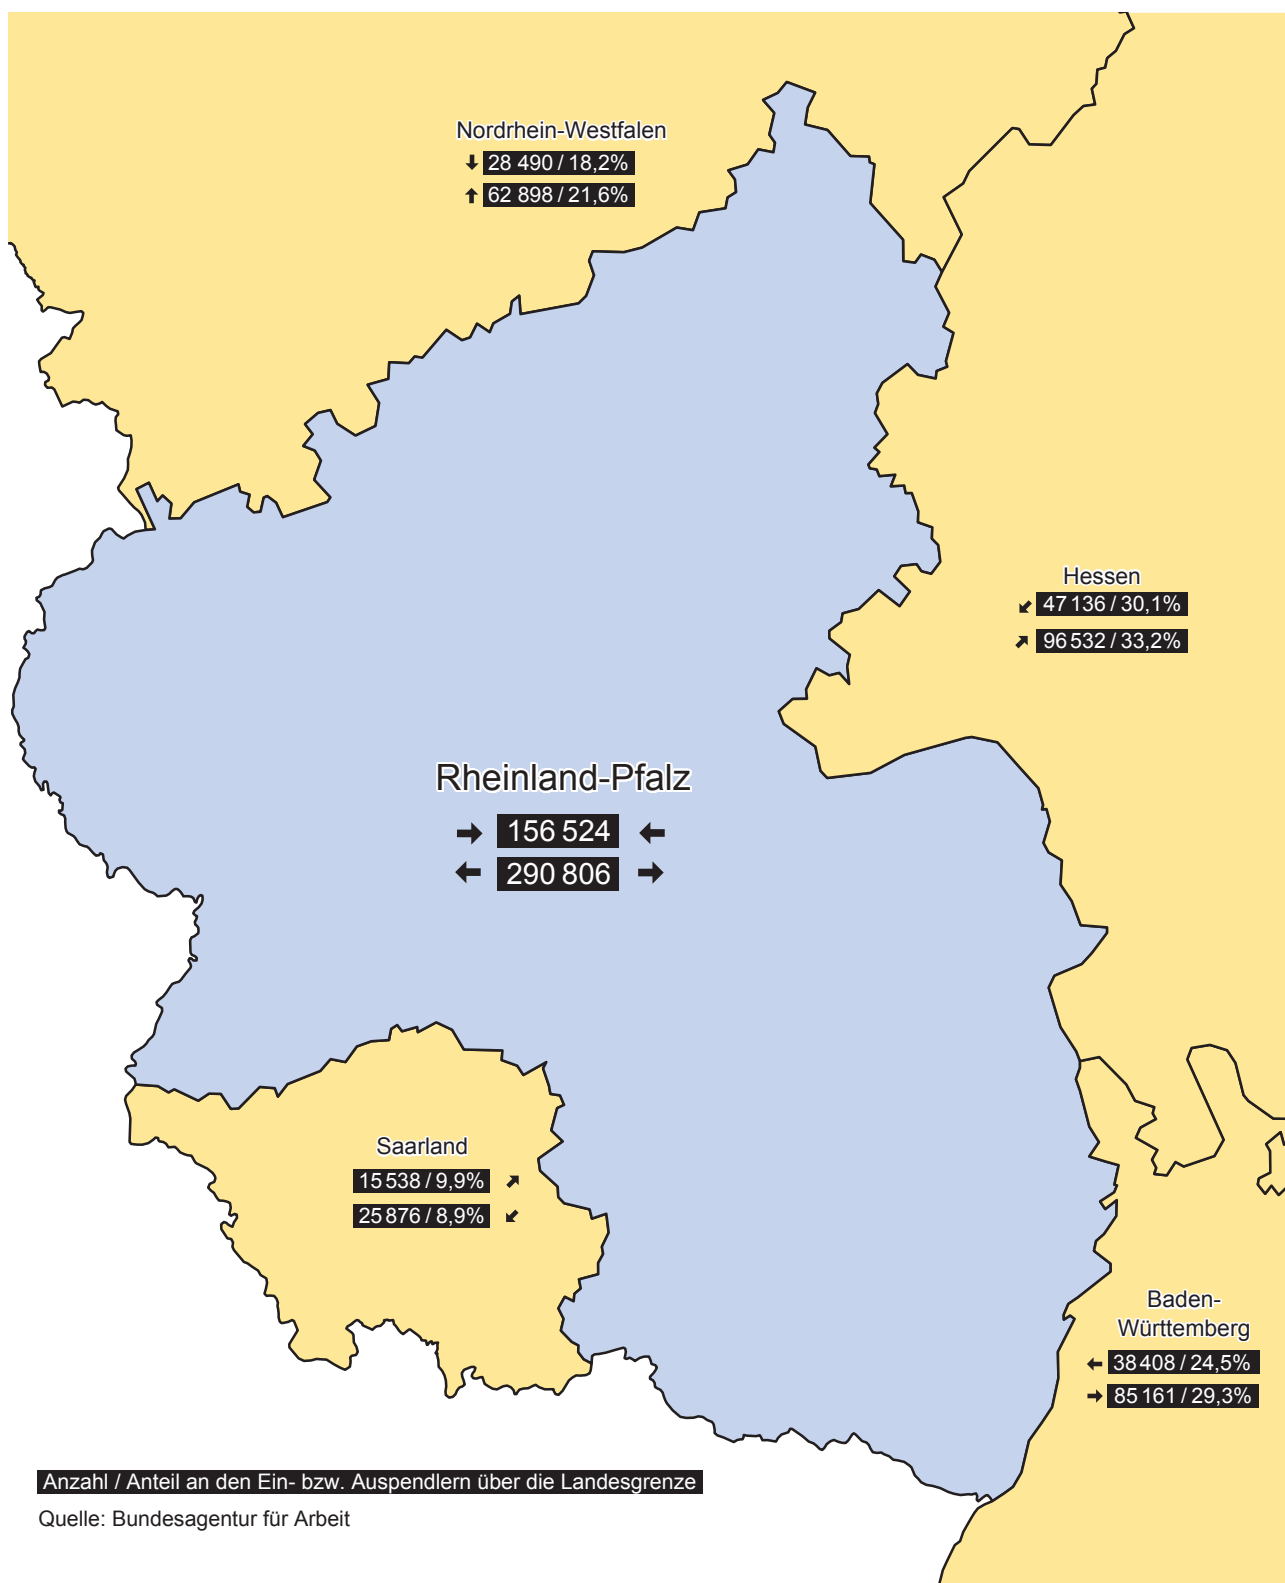 Nordrhein-Westfalen
28 490 / 18,2%
62 898 / 21,6%
Hessen
47 136 / 30,1%
96 532 / 33,2%
Rheinland-Pfalz
156 524
290 806
Saarland
15 538 / 9,9%
25 876 / 8,9%
Baden-
Württemberg
38 408 / 24,5%
85 161 / 29,3%
Anzahl / Anteil an den Ein- bzw. Auspendlern über die Landesgrenze
Quelle: Bundesagentur für Arbeit